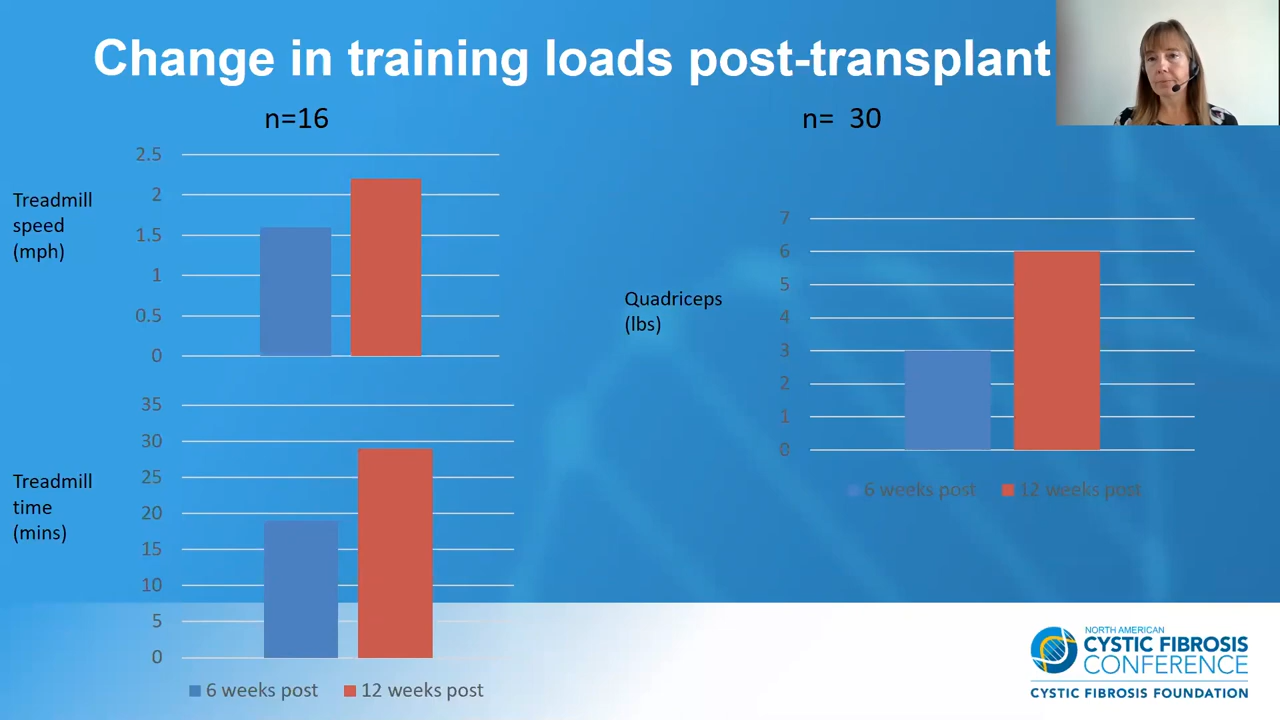 Change in training loads post-transplant
n=16
2.5
2
1.5
1
0.5
0
Treadmill
speed
(mph)
35
30
25
20
15
10
5
0
Treadmill
time
(mins)
6 weeks post
12 weeks post
n= 30
7
6
5
4
3
2
1
0
Quadriceps
(lbs)
6 weeks post
12 weeks post
NORTH AMERICAN
CYSTIC FIBROSIS
CONFERENCE
CYSTIC FIBROSIS FOUNDATION